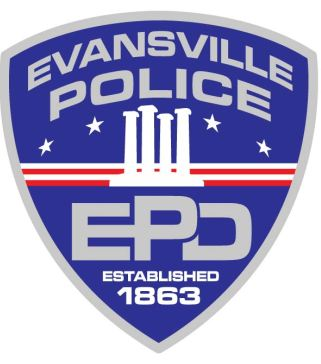 EVANSVILLE
POLICE
EPD
ESTABLISHED
1863